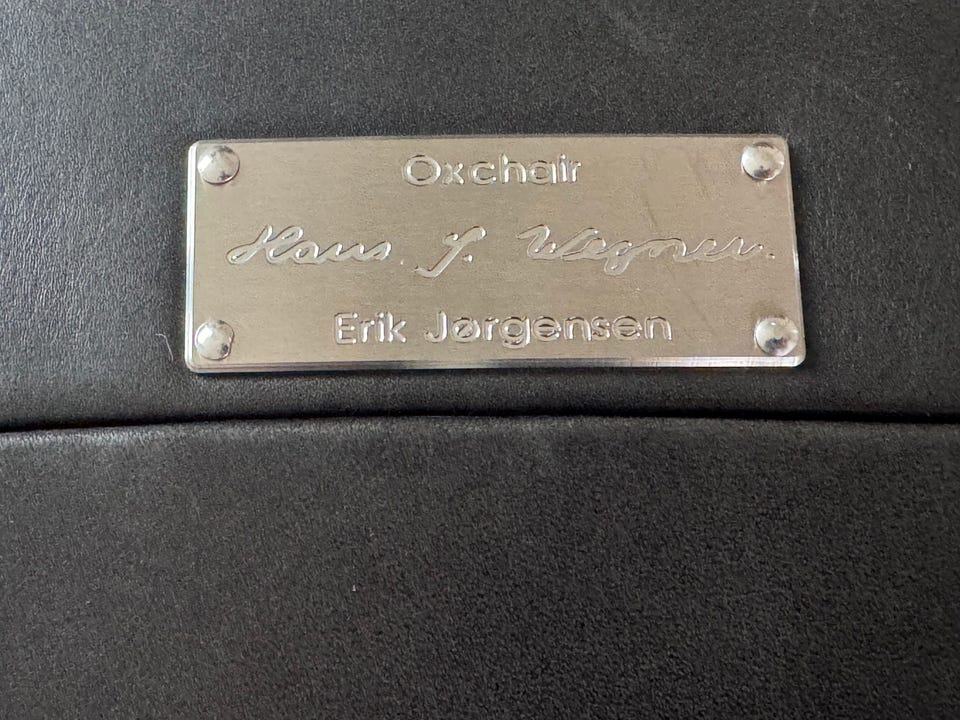 Oxchair
Hans. J. Wegner.
Erik Jørgensen